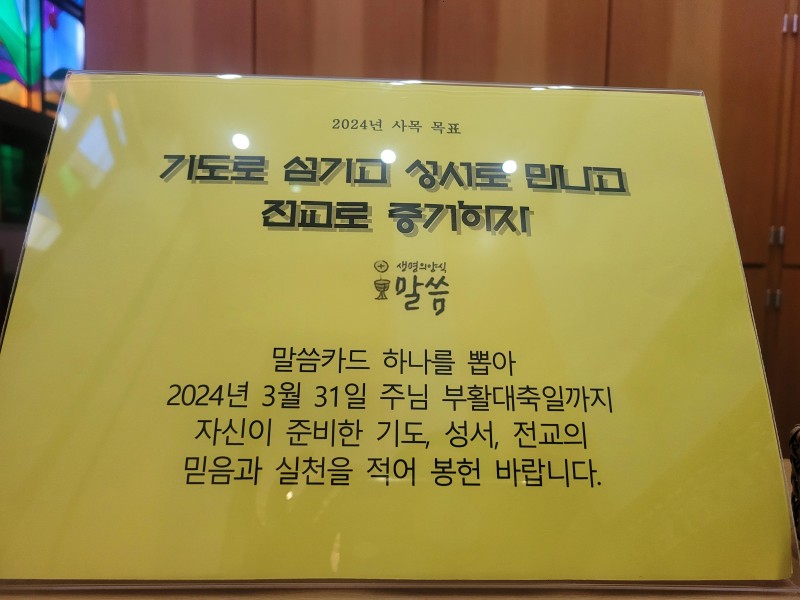 2024년 사목 목표
기도로 섬기고 성서로 만나고
전교로 증거하자
생명의양식
말씀
말씀카드 하나를 뽑아
2024년 3월 31일 주님 부활대축일까지
자신이 준비한 기도, 성서, 전교의
믿음과 실천을 적어 봉헌 바랍니다.